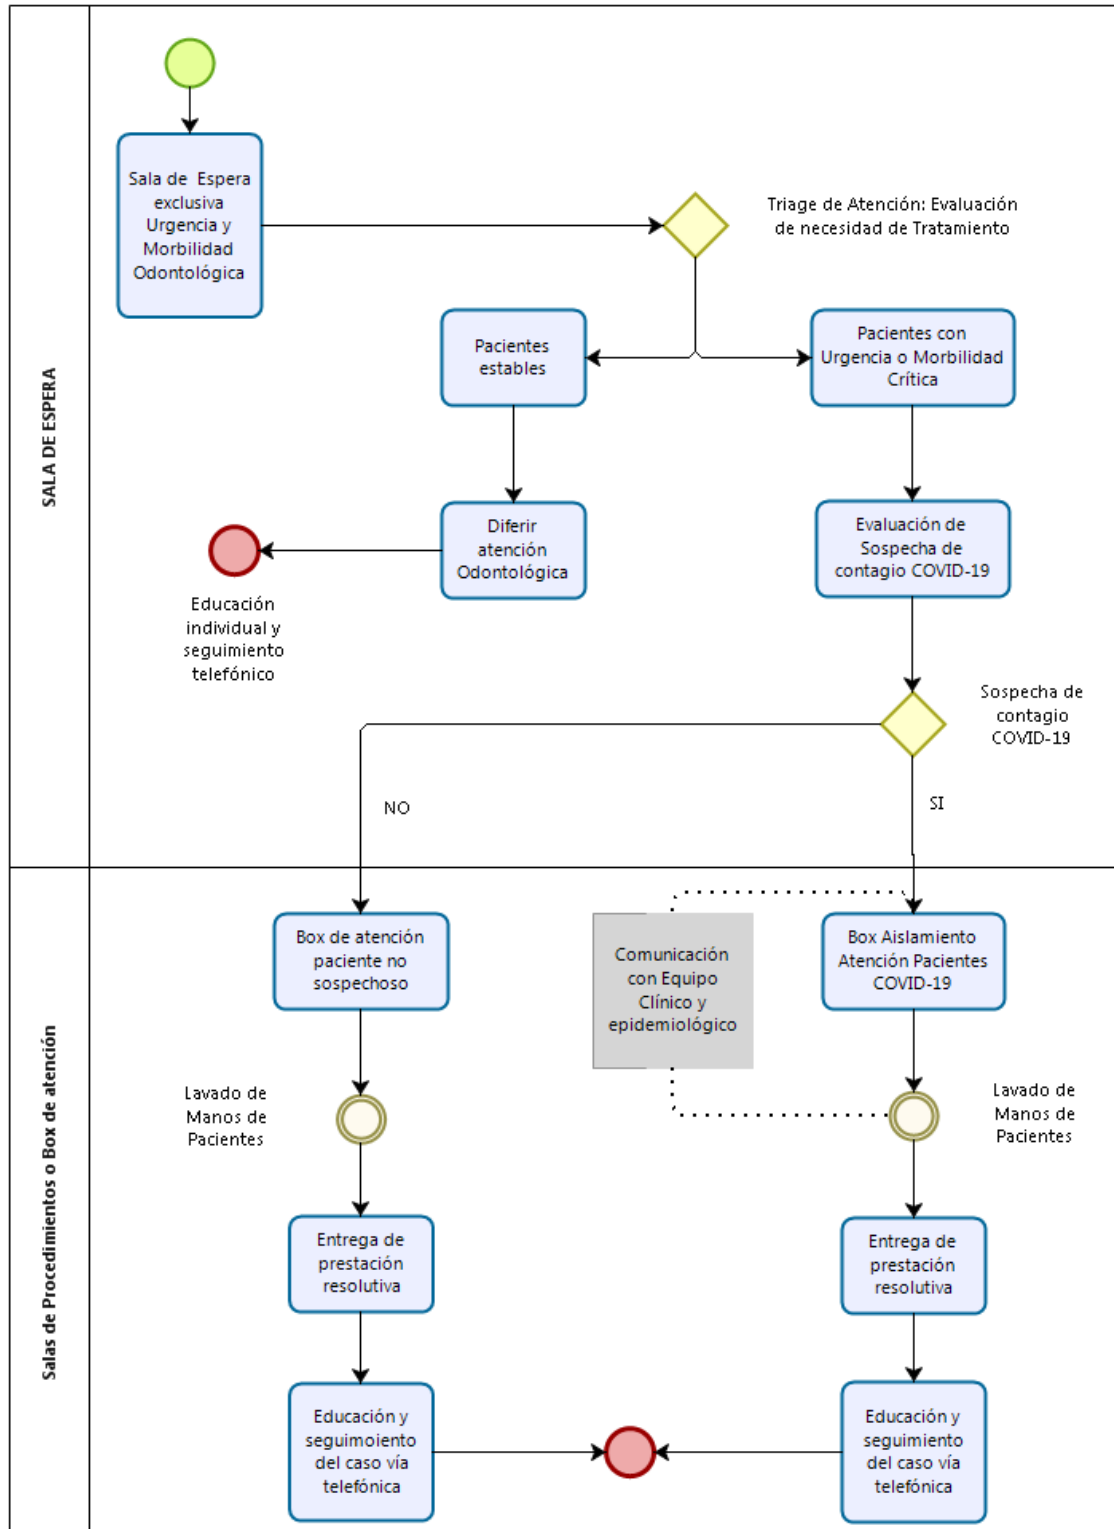 SALA DE ESPERA
Sala de Espera
exclusiva
Urgencia y
Morbilidad
Odontológica
Triage de Atención: Evaluación
de necesidad de Tratamiento
Pacientes
estables
Pacientes con
Urgencia o Morbilidad
Crítica
Diferir
atención
Odontológica
Evaluación de
Sospecha de
contagio COVID-19
Educación
individual y
seguimiento
telefónico
Sospecha de
contagio
COVID-19
NO
SI
Salas de Procedimientos o Box de atención
Box de atención
paciente no
sospechoso
Comunicación
con Equipo
Clínico y
epidemiológico
Box Aislamiento
Atención Pacientes
COVID-19
Lavado de
Manos de
Pacientes
Lavado de
Manos de
Pacientes
Entrega de
prestación
resolutiva
Entrega de
prestación
resolutiva
Educación y
seguimoiento
del caso vía
telefónica
Educación y
seguimiento
del caso vía
telefónica